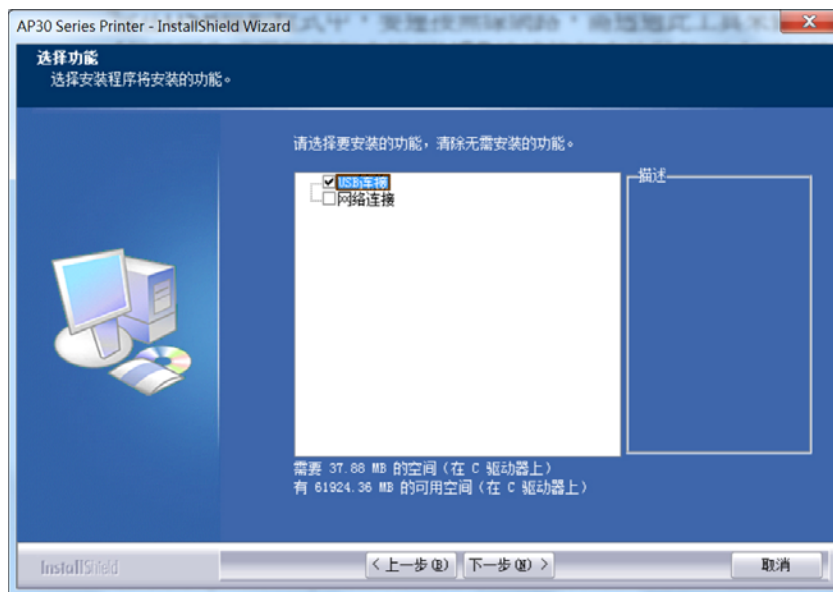 AP30 Series Printer - InstallShield Wizard
选择功能
选择安装程序将安装的功能。
请选择要安装的功能，清除无需安装的功能。
USB连接
网络连接
描述
需要 37.88 MB 的空间（在 C 驱动器上）
有 61924.36 MB 的可用空间（在 C 驱动器上）
InstallShield
< 上一步(B) 下一步(N) > 取消